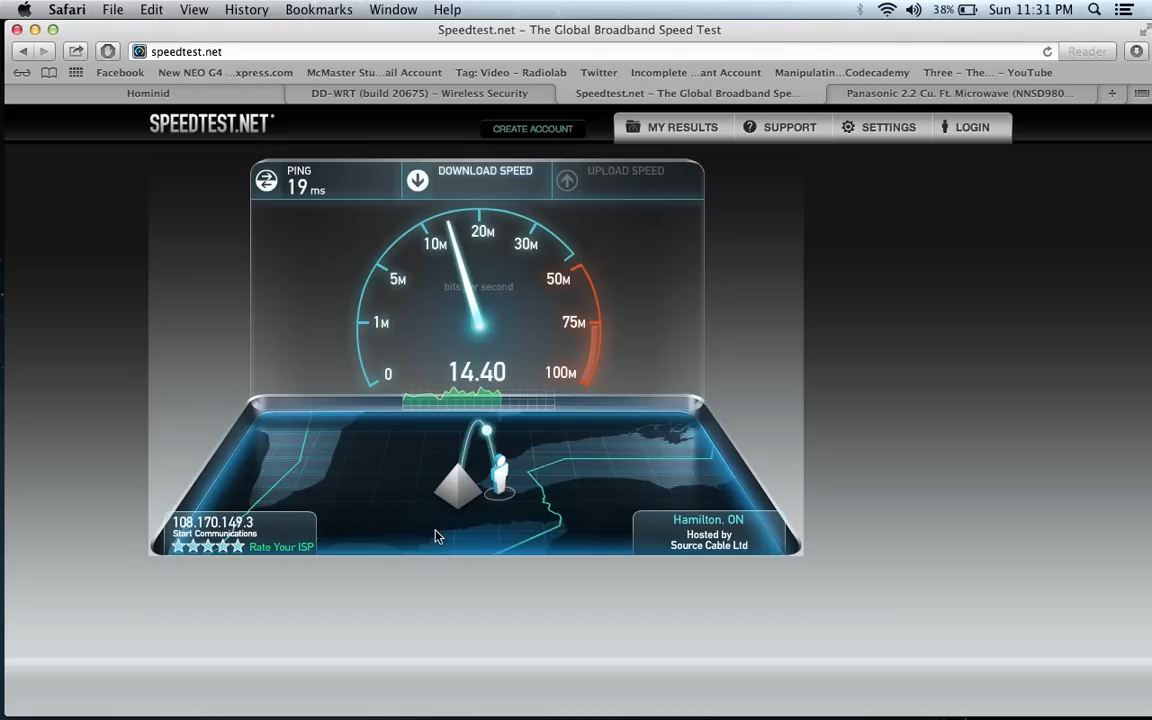 Safari File Edit View History Bookmarks Window Help 38% Sun 11:31 PM
Speedtest.net – The Global Broadband Speed Test
speedtest.net Reader
Facebook New NEO G4 ...xpress.com McMaster Stu...ail Account Tag: Video – Radiolab Twitter Incomplete ...ant Account Manipulatin...Codecademy Three – The... – YouTube
Hominid DD-WRT (build 20675) – Wireless Security Speedtest.net – The Global Broadband Spe... Panasonic 2.2 Cu. Ft. Microwave (NNSD980...
SPEEDTEST.NET CREATE ACCOUNT MY RESULTS SUPPORT SETTINGS LOGIN
PING DOWNLOAD SPEED UPLOAD SPEED
19 ms
20M
10M 30M
5M 50M
bits per second
1M 75M
0 14.40 100M
108.170.149.3
Start Communications
Rate Your ISP
Hamilton, ON
Hosted by
Source Cable Ltd